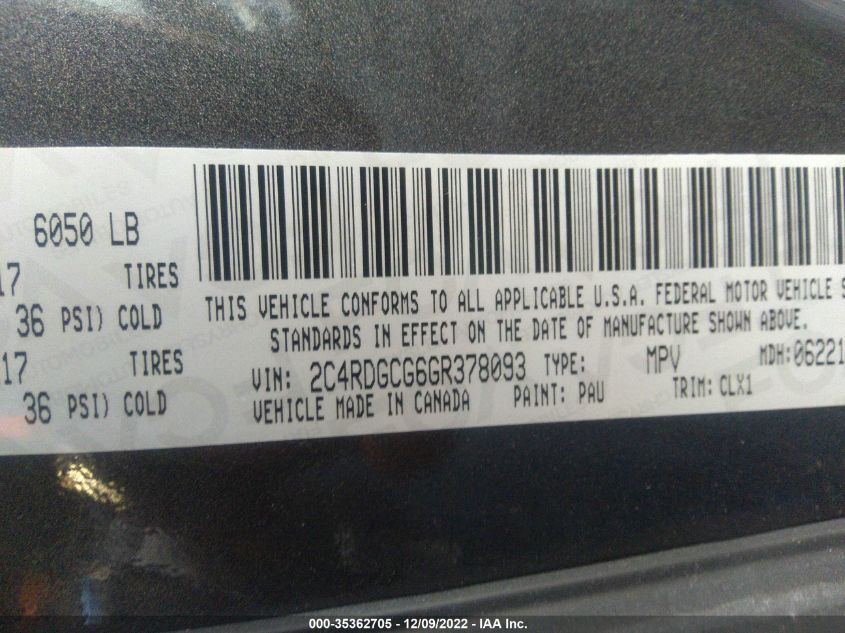 6050 LB
17 TIRES
36 PSI) COLD
17 TIRES
36 PSI) COLD
THIS VEHICLE CONFORMS TO ALL APPLICABLE U.S.A. FEDERAL MOTOR VEHICLE S
STANDARDS IN EFFECT ON THE DATE OF MANUFACTURE SHOWN ABOVE.
VIN: 2C4RDGCG6GR378093 TYPE: MPV MDH:06221
VEHICLE MADE IN CANADA PAINT: PAU TRIM: CLX1
000-35362705 - 12/09/2022 - IAA Inc.